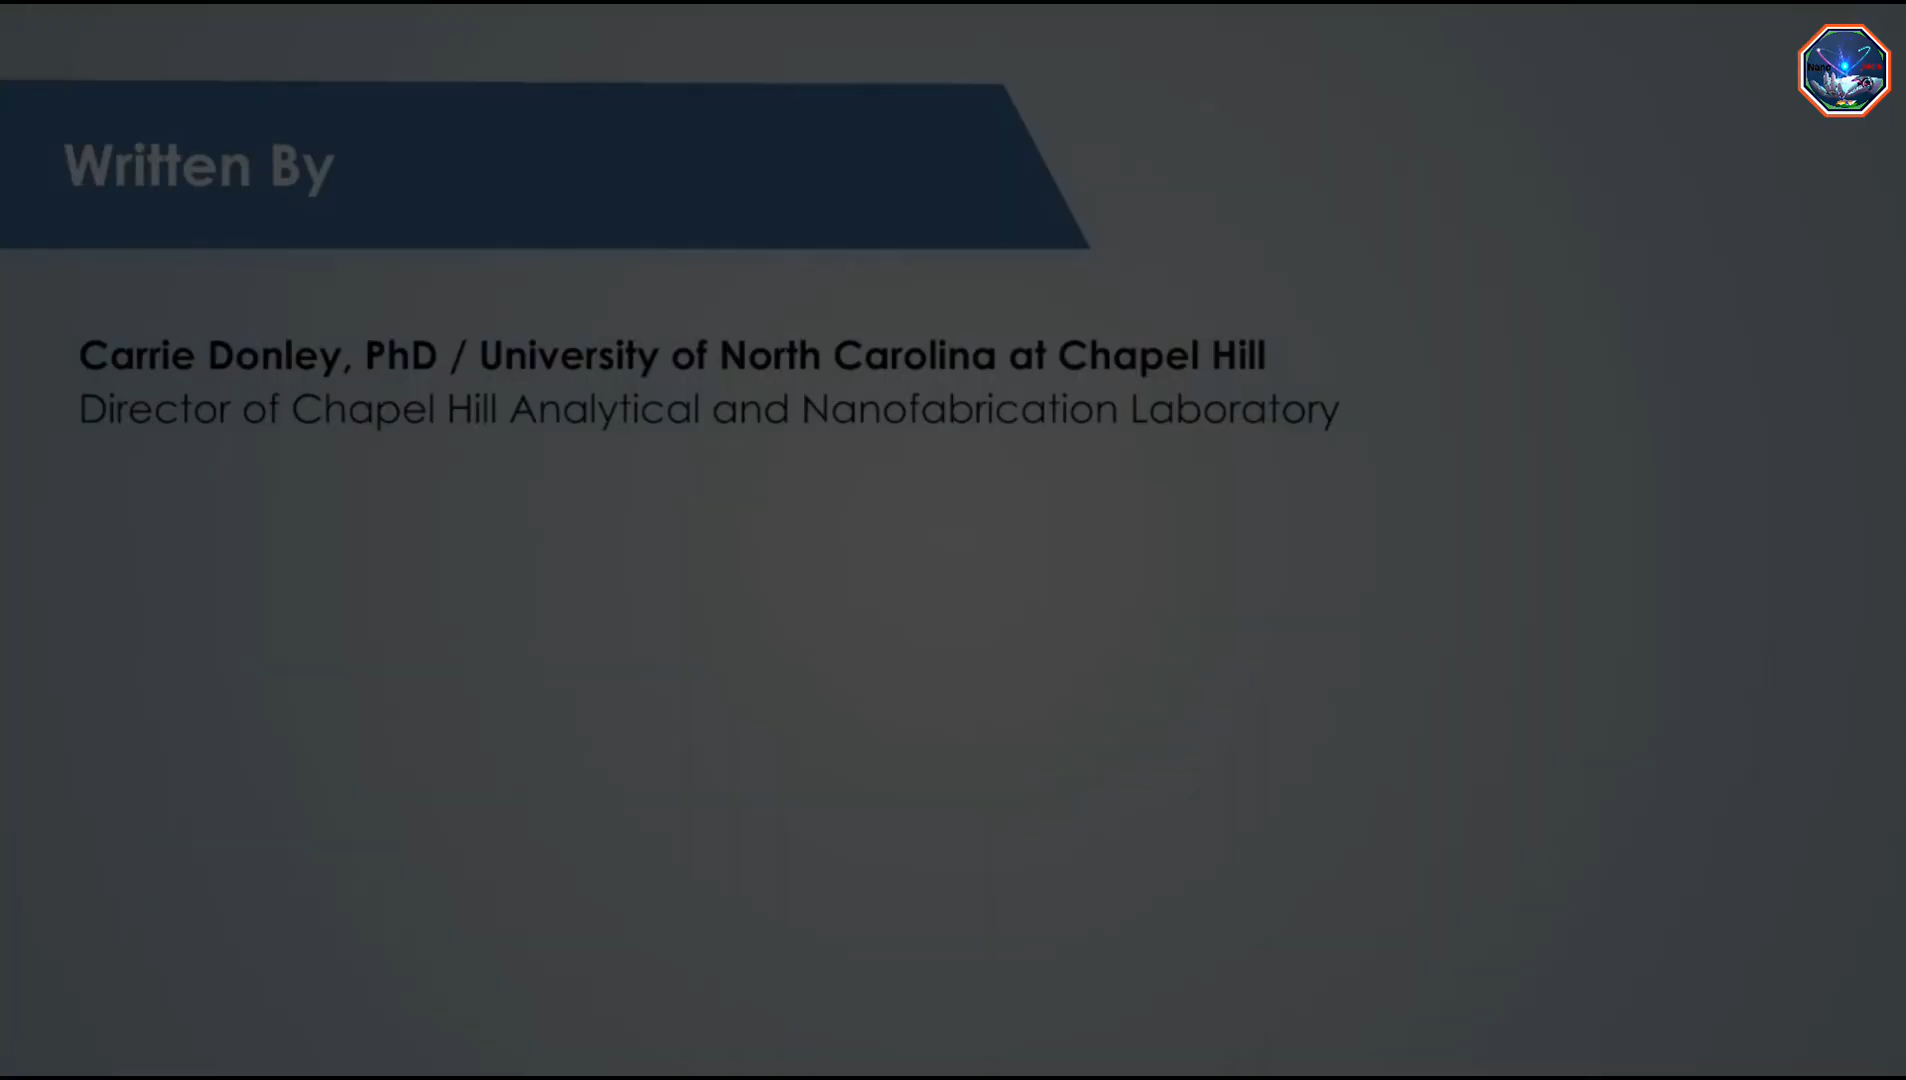 Written By
Carrie Donley, PhD / University of North Carolina at Chapel Hill
Director of Chapel Hill Analytical and Nanofabrication Laboratory
Nano